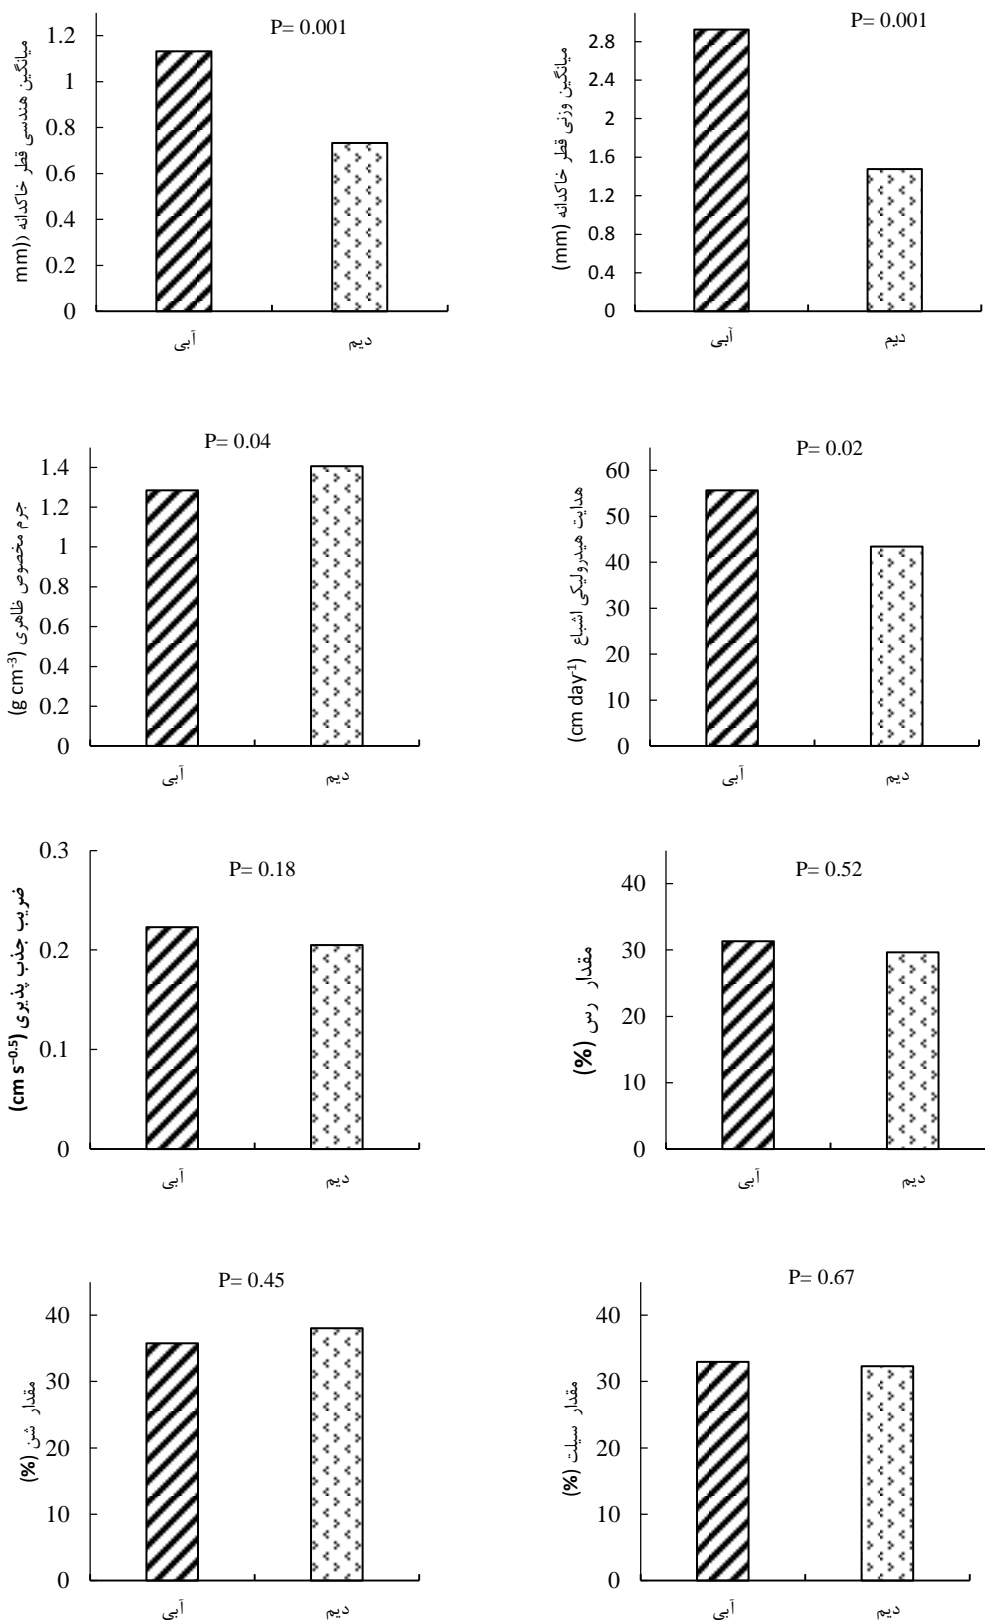 P= 0.001
میانگین هندسی قطر خاکدانه ((mm
1.2
1
0.8
0.6
0.4
0.2
0
آبی
دیم
P= 0.001
میانگین وزنی قطر خاکدانه (mm)
2.8
2.4
2
1.6
1.2
0.8
0.4
0
آبی
دیم
P= 0.04
جرم مخصوص ظاهری (g cm⁻³)
1.4
1.2
1
0.8
0.6
0.4
0.2
0
آبی
دیم
P= 0.02
هدایت هیدرولیکی اشباع (cm day⁻¹)
60
50
40
30
20
10
0
آبی
دیم
P= 0.18
ضریب جذب پذیری (cm s⁻⁰·⁵)
0.3
0.2
0.1
0
آبی
دیم
P= 0.52
مقدار رس (%)
40
30
20
10
0
آبی
دیم
P= 0.45
مقدار شن (%)
40
30
20
10
0
آبی
دیم
P= 0.67
مقدار سیلت (%)
40
30
20
10
0
آبی
دیم